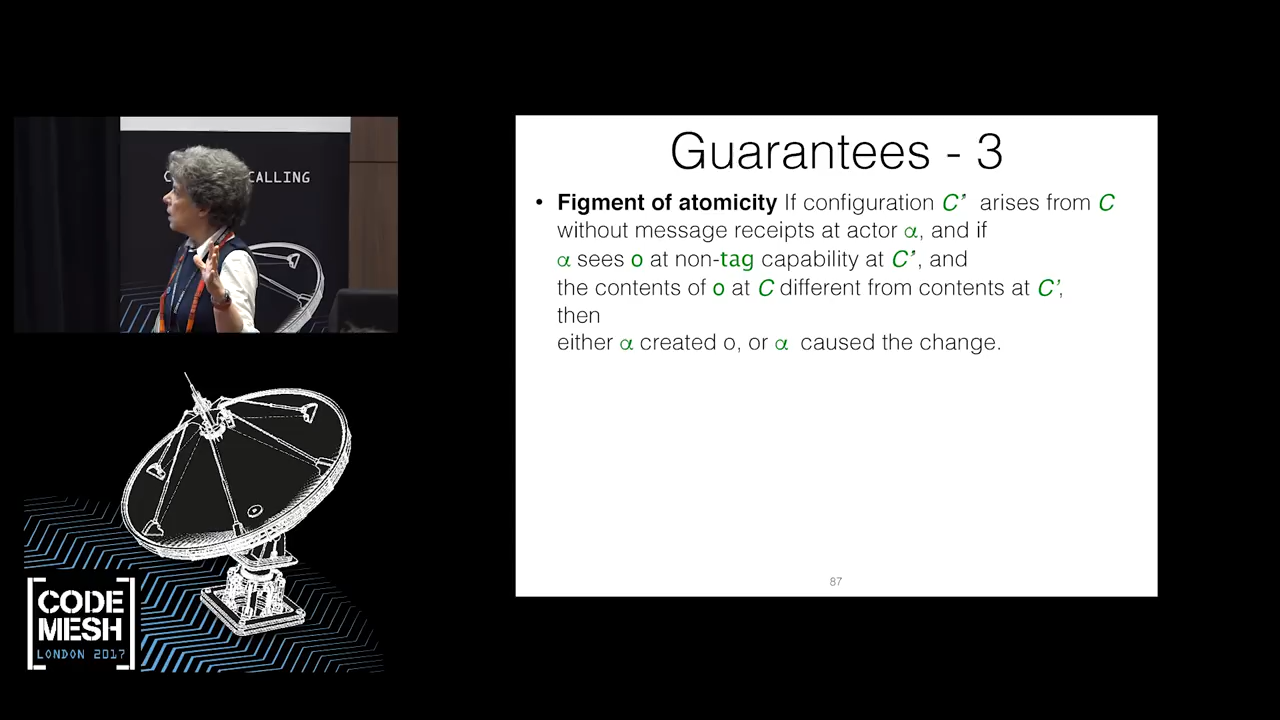 C CALLING
Guarantees - 3
• Figment of atomicity If configuration C’ arises from C
without message receipts at actor α, and if
α sees o at non-tag capability at C’, and
the contents of o at C different from contents at C’,
then
either α created o, or α caused the change.
87
CODE
MESH
LONDON 2017